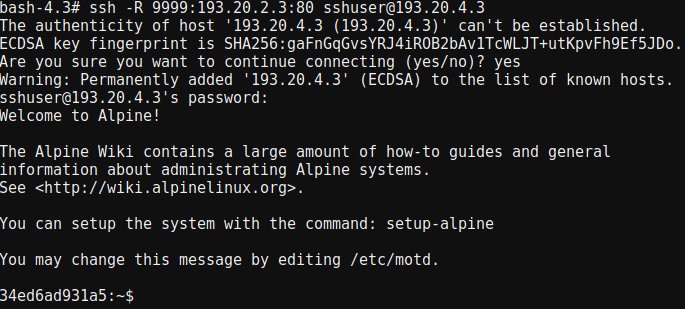 bash-4.3# ssh -R 9999:193.20.2.3:80 sshuser@193.20.4.3
The authenticity of host '193.20.4.3 (193.20.4.3)' can't be established.
ECDSA key fingerprint is SHA256:gaFnGqGvsYRJ4iROB2bAv1TcWLJT+utKpvFh9Ef5JDo.
Are you sure you want to continue connecting (yes/no)? yes
Warning: Permanently added '193.20.4.3' (ECDSA) to the list of known hosts.
sshuser@193.20.4.3's password:
Welcome to Alpine!
The Alpine Wiki contains a large amount of how-to guides and general
information about administrating Alpine systems.
See <http://wiki.alpinelinux.org>.
You can setup the system with the command: setup-alpine
You may change this message by editing /etc/motd.
34ed6ad931a5:~$